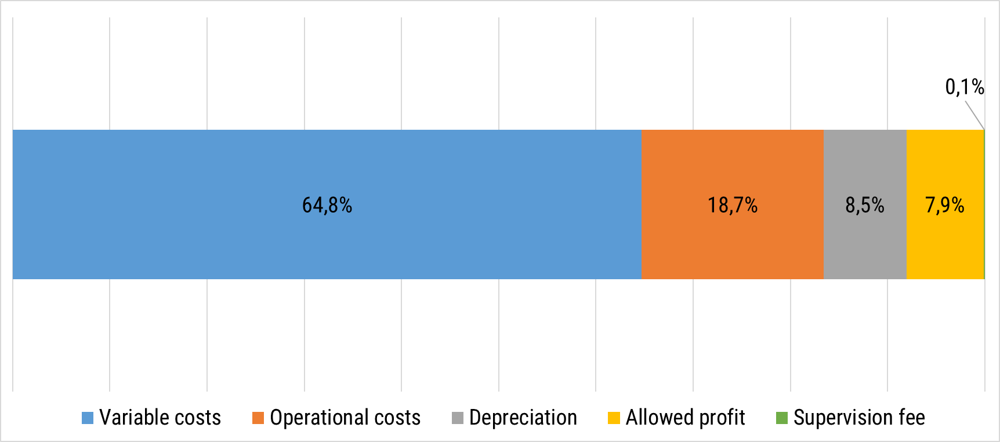 0,1%
64,8% 18,7% 8,5% 7,9%
Variable costs Operational costs Depreciation Allowed profit Supervision fee